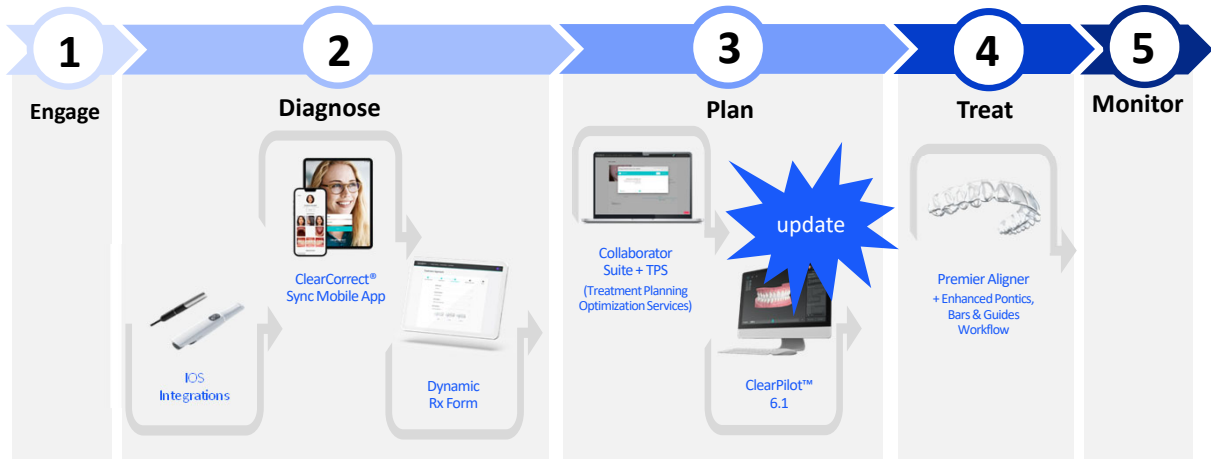 1
2
3
4
5
Engage
Diagnose
Plan
Treat
Monitor
IOS
Integrations
ClearCorrect®
Sync Mobile App
Dynamic
Rx Form
Collaborator
Suite + TPS
(Treatment Planning
Optimization Services)
update
ClearPilot™
6.1
Premier Aligner
+ Enhanced Pontics,
Bars & Guides
Workflow